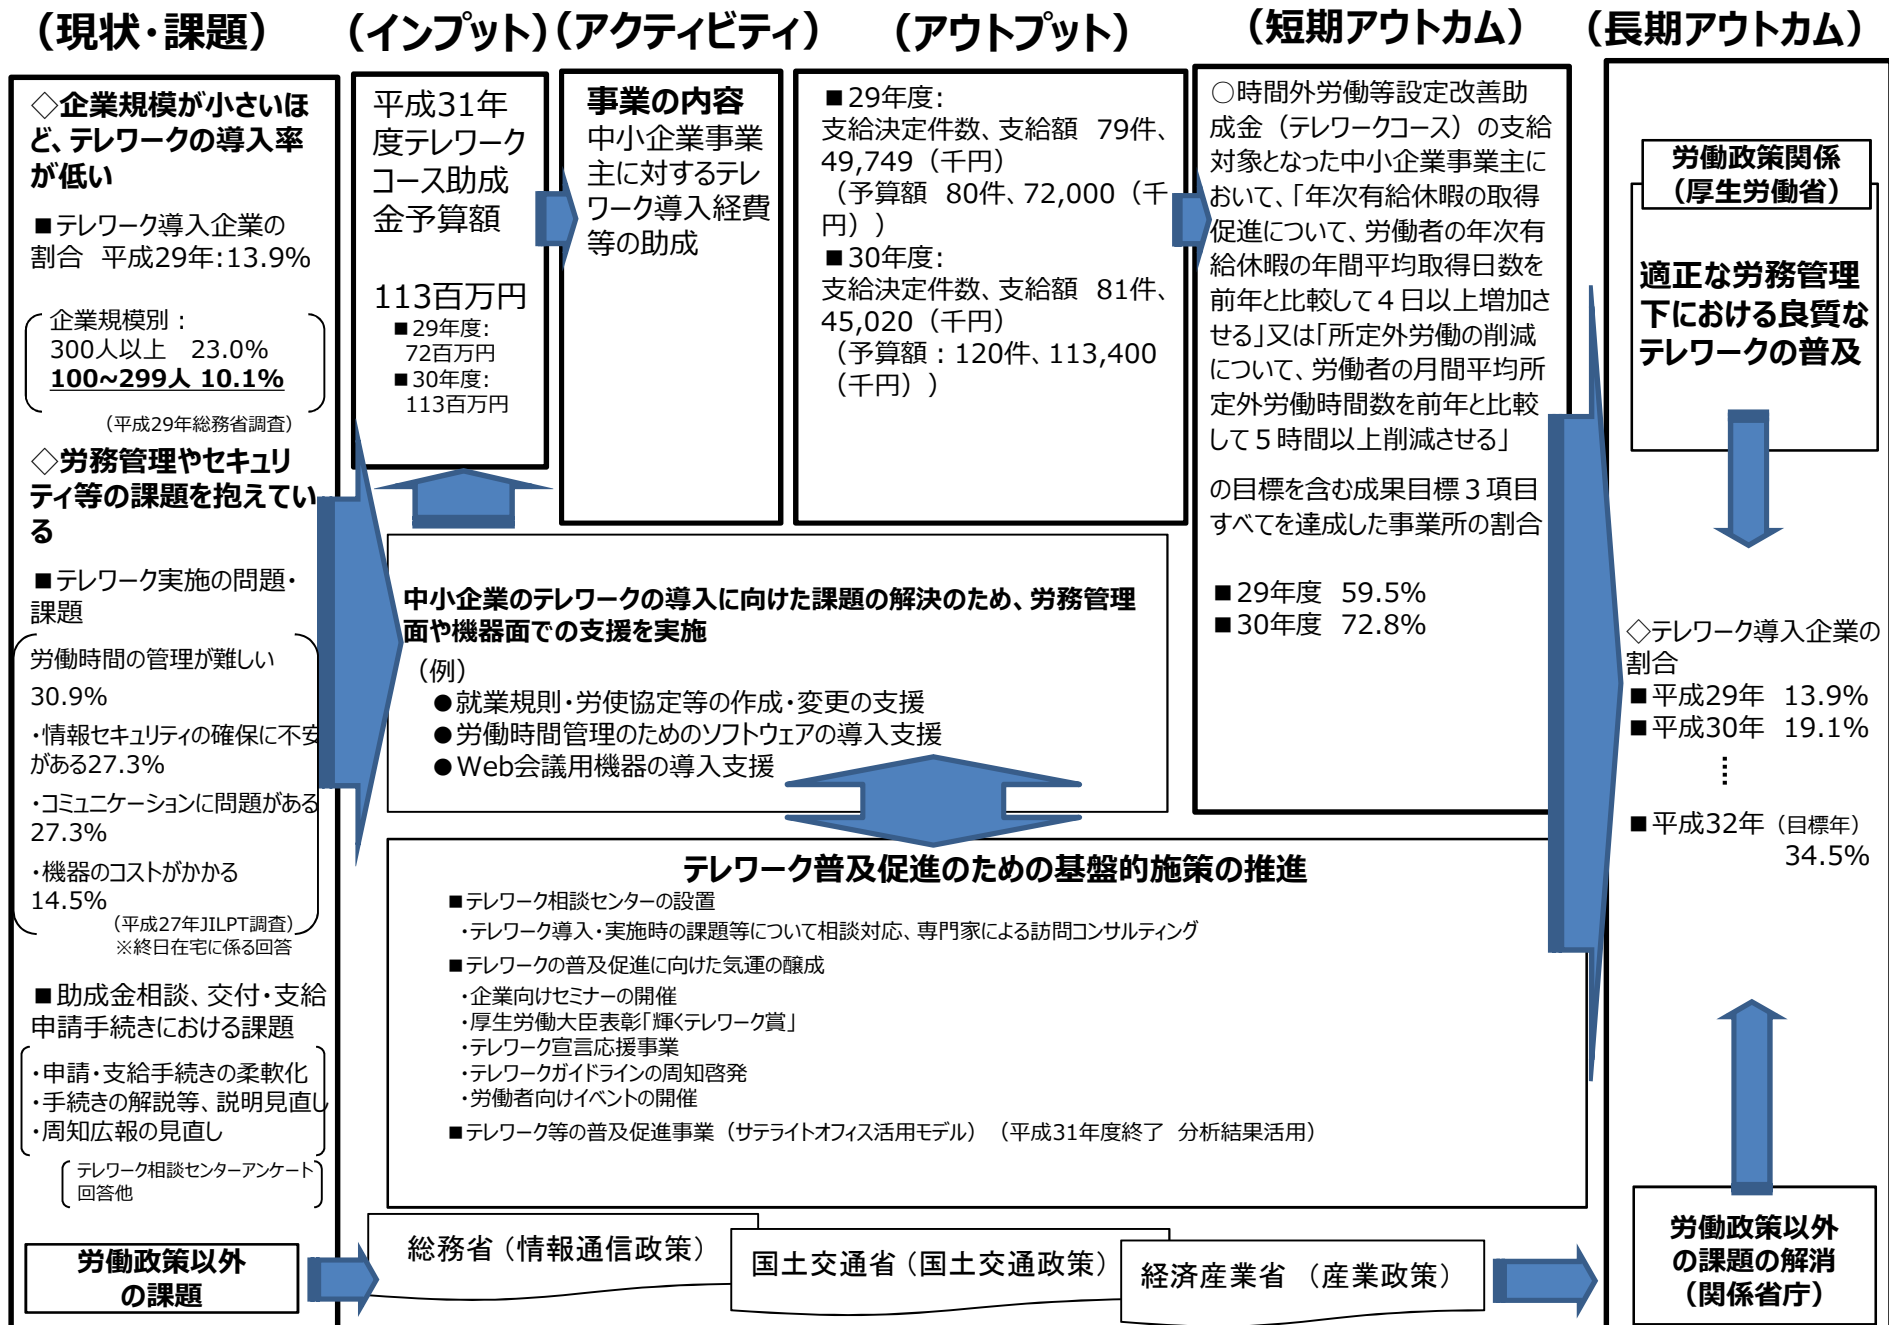 （現状・課題）
（インプット）
（アクティビティ）
（アウトプット）
（短期アウトカム）
（長期アウトカム）
◇企業規模が小さいほ
ど、テレワークの導入率
が低い
■テレワーク導入企業の
割合　平成29年:13.9%
企業規模別：
300人以上　23.0%
100~299人 10.1%
（平成29年総務省調査）
◇労務管理やセキュリ
ティ等の課題を抱えてい
る
■テレワーク実施の問題・
課題
労働時間の管理が難しい
30.9%
・情報セキュリティの確保に不安
がある27.3%
・コミュニケーションに問題がある
27.3%
・機器のコストがかかる
14.5%
（平成27年JILPT調査）
※終日在宅に係る回答
■助成金相談、交付・支給
申請手続きにおける課題
・申請・支給手続きの柔軟化
・手続きの解説等、説明見直し
・周知広報の見直し
テレワーク相談センターアンケート
回答他
労働政策以外
の課題
平成31年
度テレワーク
コース助成
金予算額
113百万円
■29年度:
72百万円
■30年度:
113百万円
事業の内容
中小企業事業
主に対するテレ
ワーク導入経費
等の助成
■29年度:
支給決定件数、支給額　79件、
49,749（千円）
（予算額　80件、72,000（千
円））
■30年度:
支給決定件数、支給額　81件、
45,020（千円）
（予算額：120件、113,400
（千円））
○時間外労働等設定改善助
成金（テレワークコース）の支給
対象となった中小企業事業主に
おいて、「年次有給休暇の取得
促進について、労働者の年次有
給休暇の年間平均取得日数を
前年と比較して４日以上増加さ
せる」又は「所定外労働の削減
について、労働者の月間平均所
定外労働時間数を前年と比較
して５時間以上削減させる」
の目標を含む成果目標３項目
すべてを達成した事業所の割合
■29年度　59.5%
■30年度　72.8%
中小企業のテレワークの導入に向けた課題の解決のため、労務管理
面や機器面での支援を実施
（例）
●就業規則・労使協定等の作成・変更の支援
●労働時間管理のためのソフトウェアの導入支援
●Web会議用機器の導入支援
テレワーク普及促進のための基盤的施策の推進
■テレワーク相談センターの設置
・テレワーク導入・実施時の課題等について相談対応、専門家による訪問コンサルティング
■テレワークの普及促進に向けた気運の醸成
・企業向けセミナーの開催
・厚生労働大臣表彰「輝くテレワーク賞」
・テレワーク宣言応援事業
・テレワークガイドラインの周知啓発
・労働者向けイベントの開催
■テレワーク等の普及促進事業（サテライトオフィス活用モデル）（平成31年度終了　分析結果活用）
総務省（情報通信政策）
国土交通省（国土交通政策）
経済産業省　（産業政策）
労働政策関係
（厚生労働省）
適正な労務管理
下における良質な
テレワークの普及
◇テレワーク導入企業の
割合
■平成29年　13.9%
■平成30年　19.1%
⋮
■平成32年（目標年）
34.5%
労働政策以外
の課題の解消
（関係省庁）